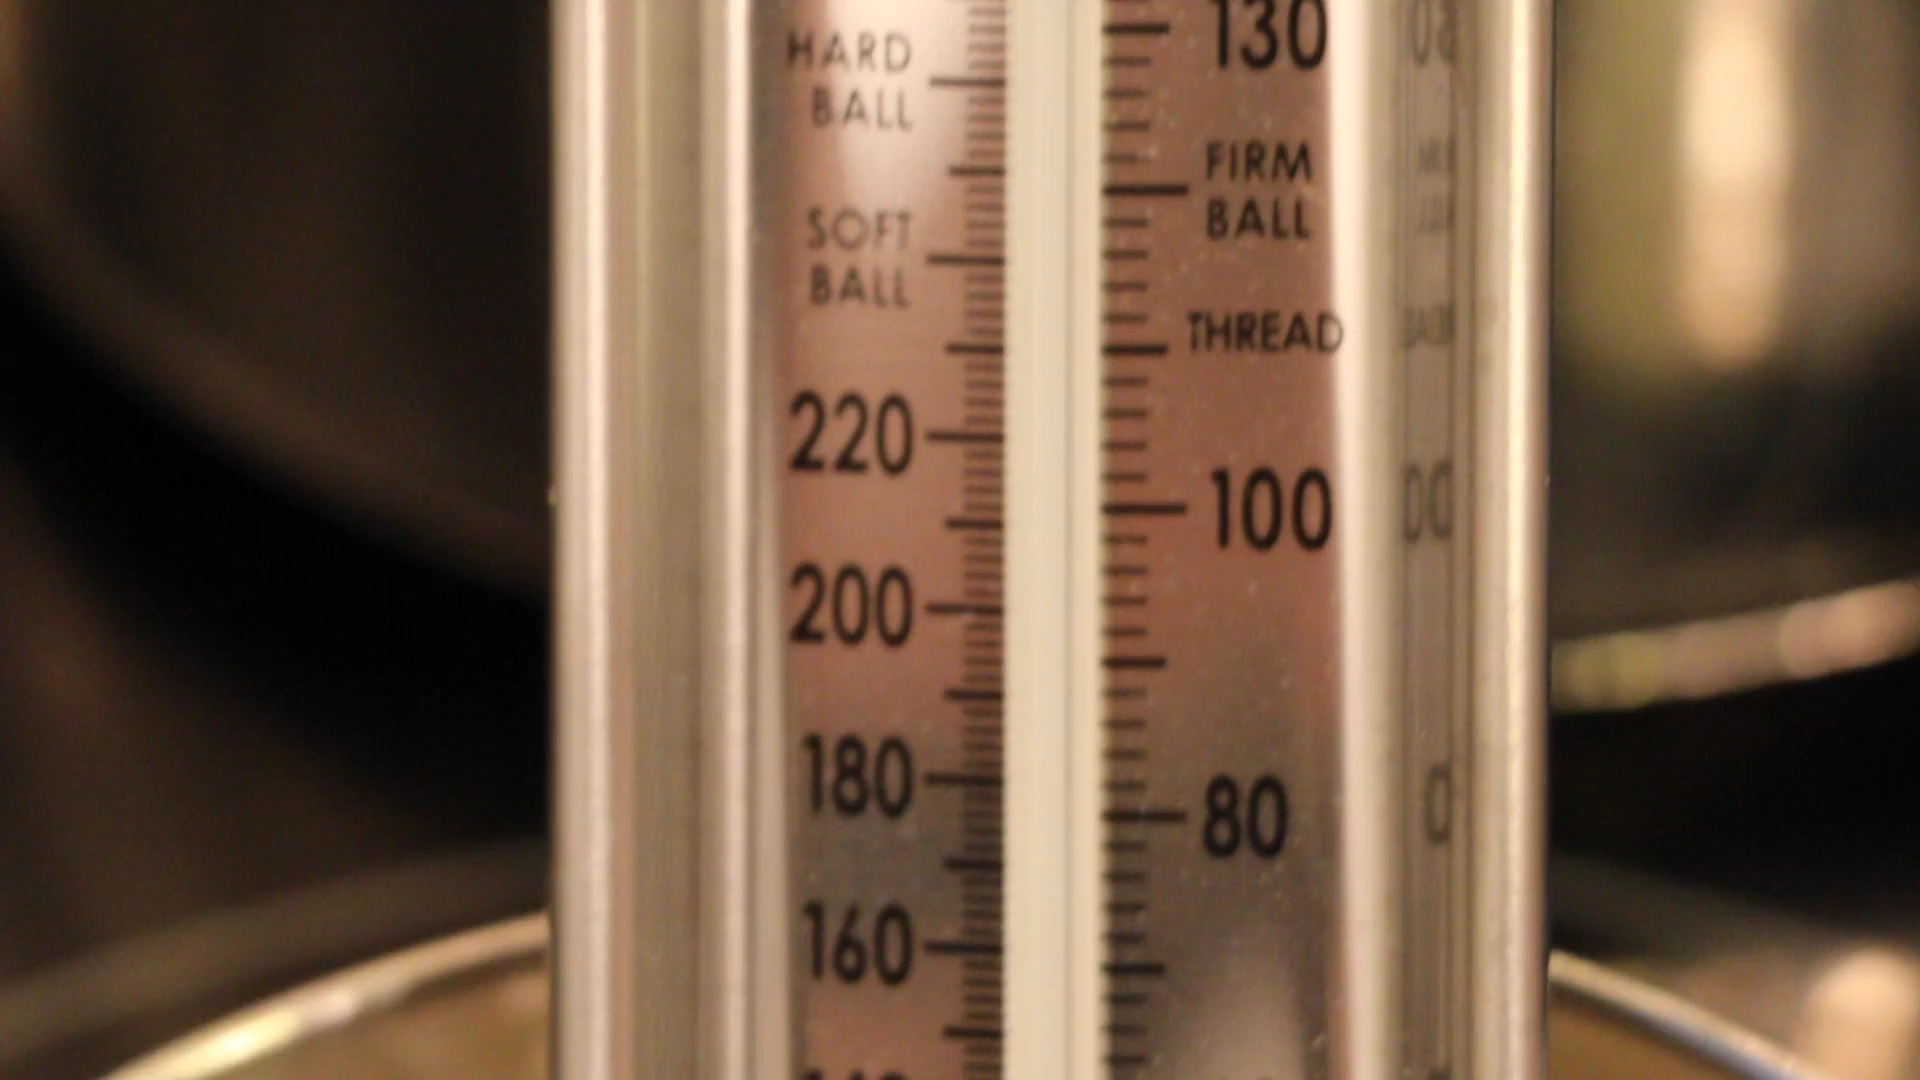 HARD
BALL
130
FIRM
BALL
SOFT
BALL
THREAD
220
100
200
180
80
160